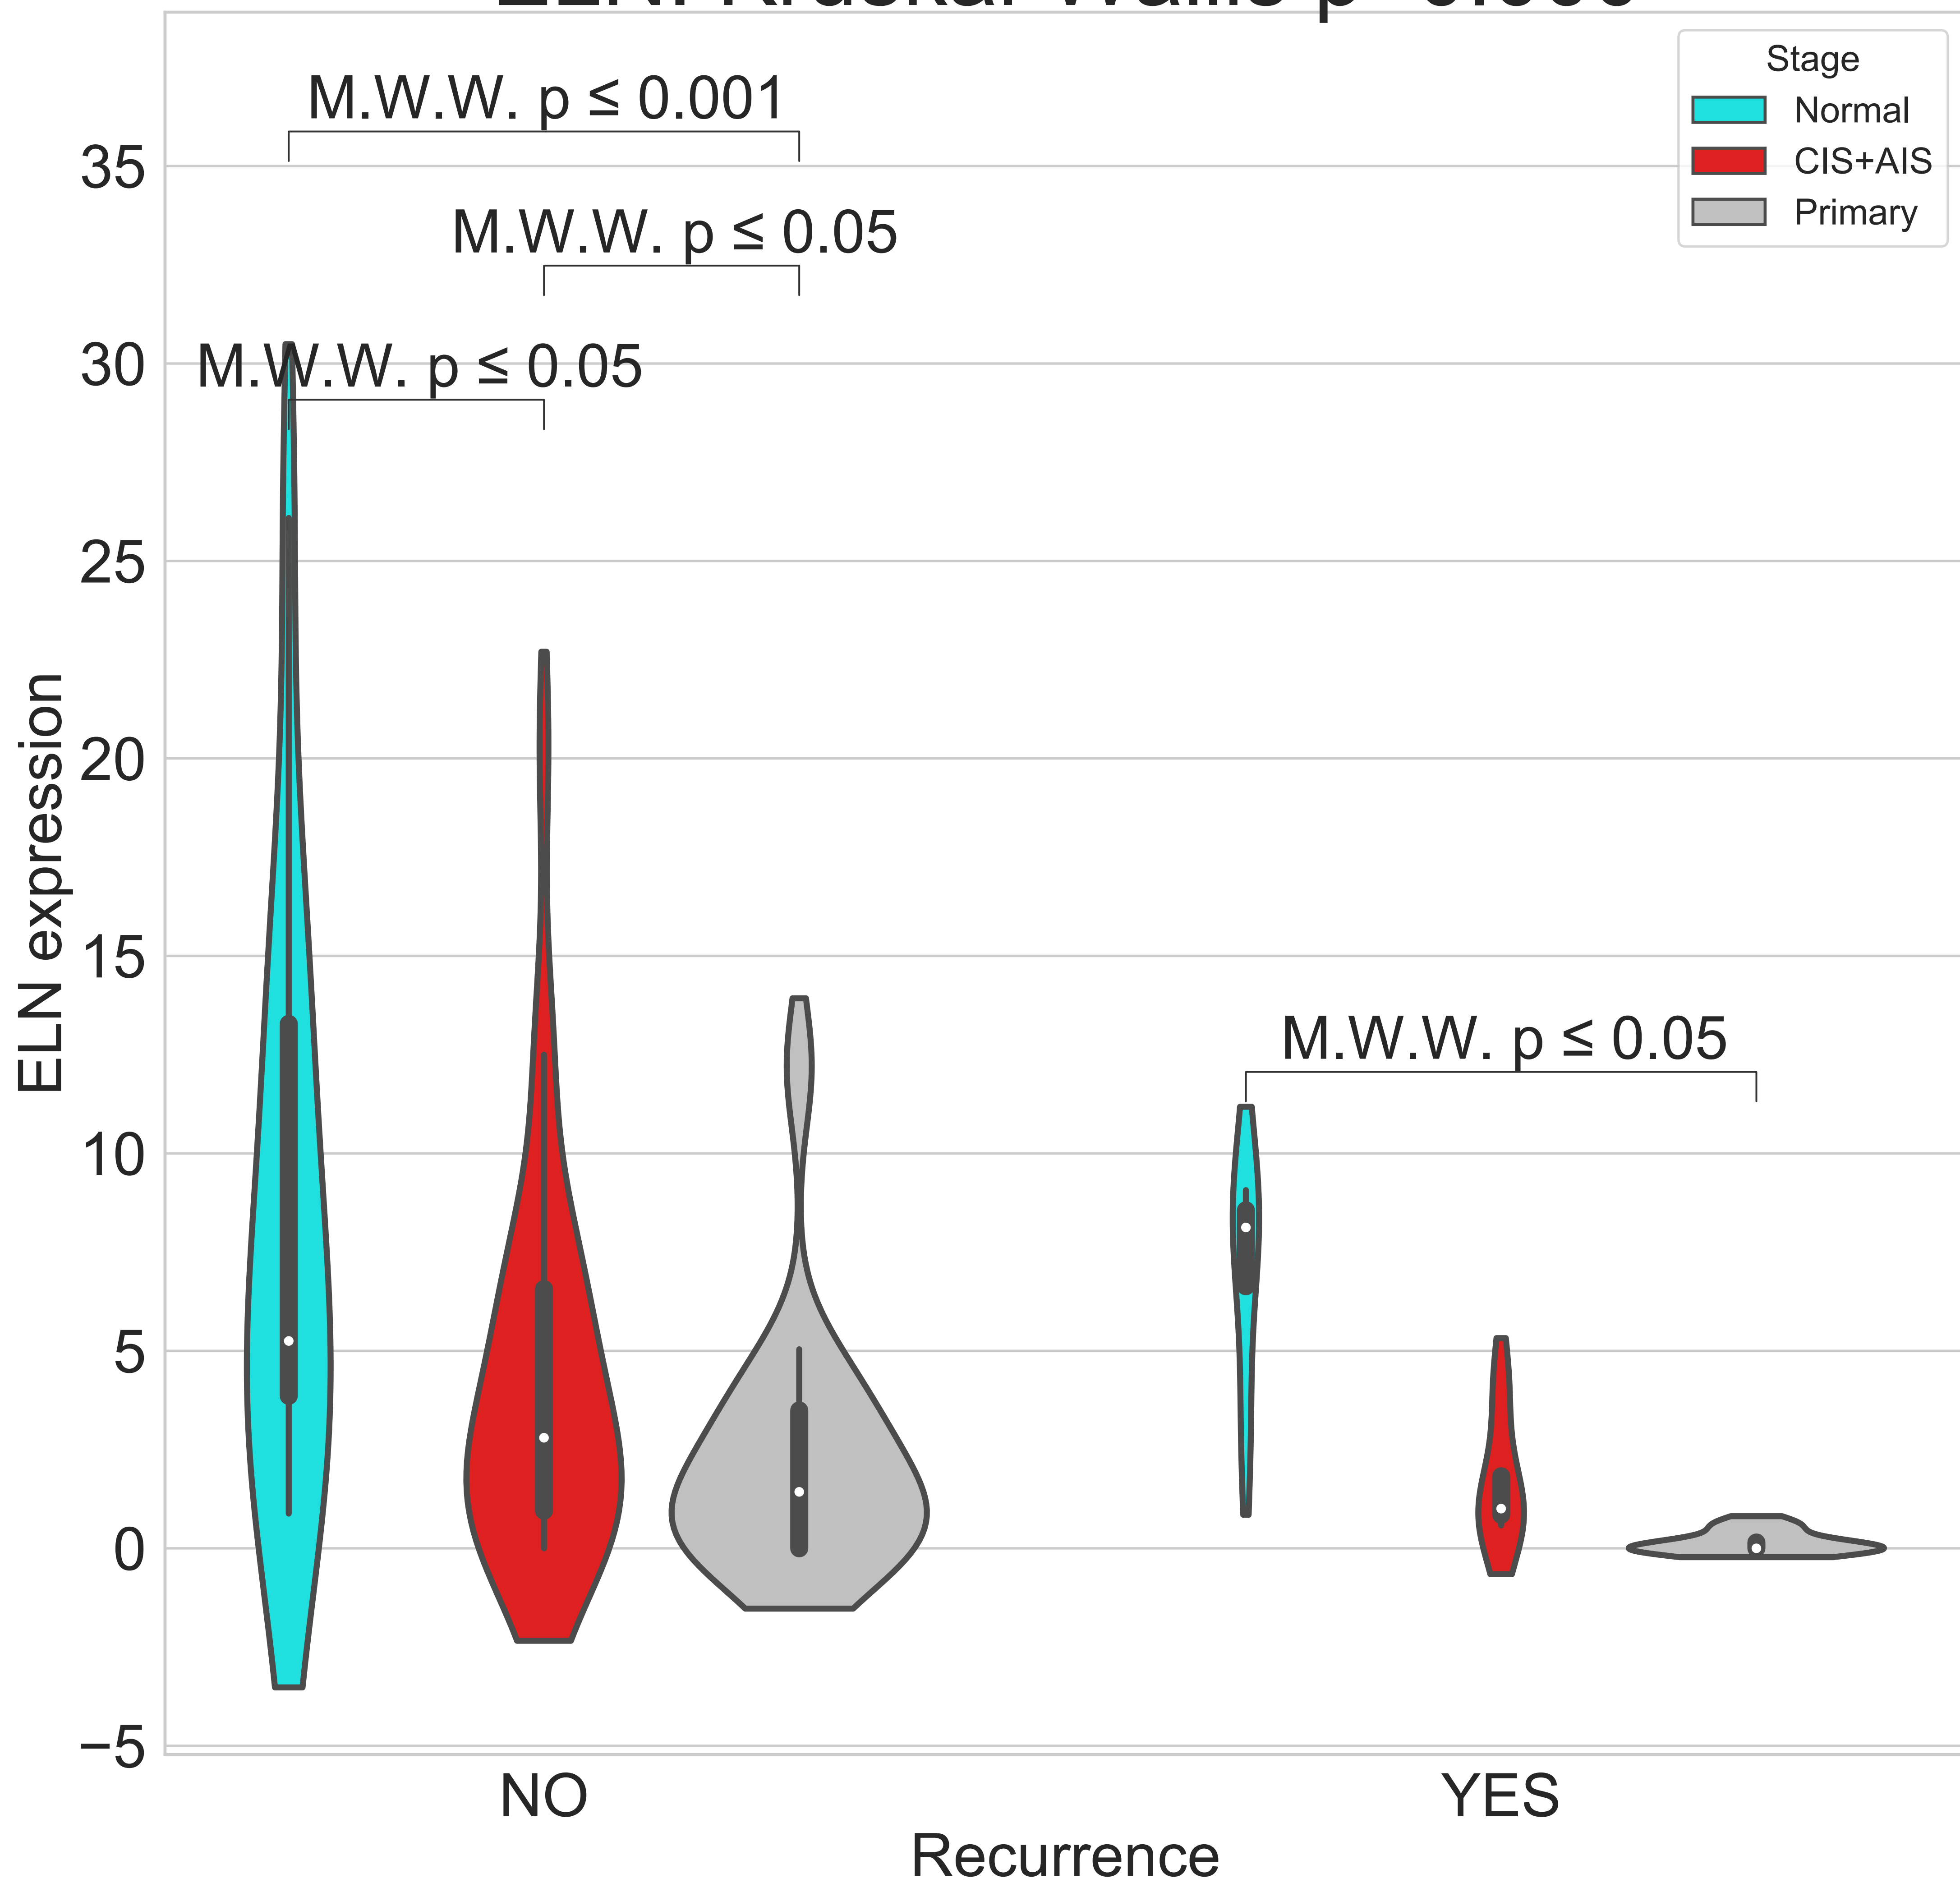 M.W.W. p ≤ 0.001
M.W.W. p ≤ 0.05
M.W.W. p ≤ 0.05
M.W.W. p ≤ 0.05
Stage
Normal
CIS+AIS
Primary
ELN expression
35
30
25
20
15
10
5
0
−5
NO
YES
Recurrence